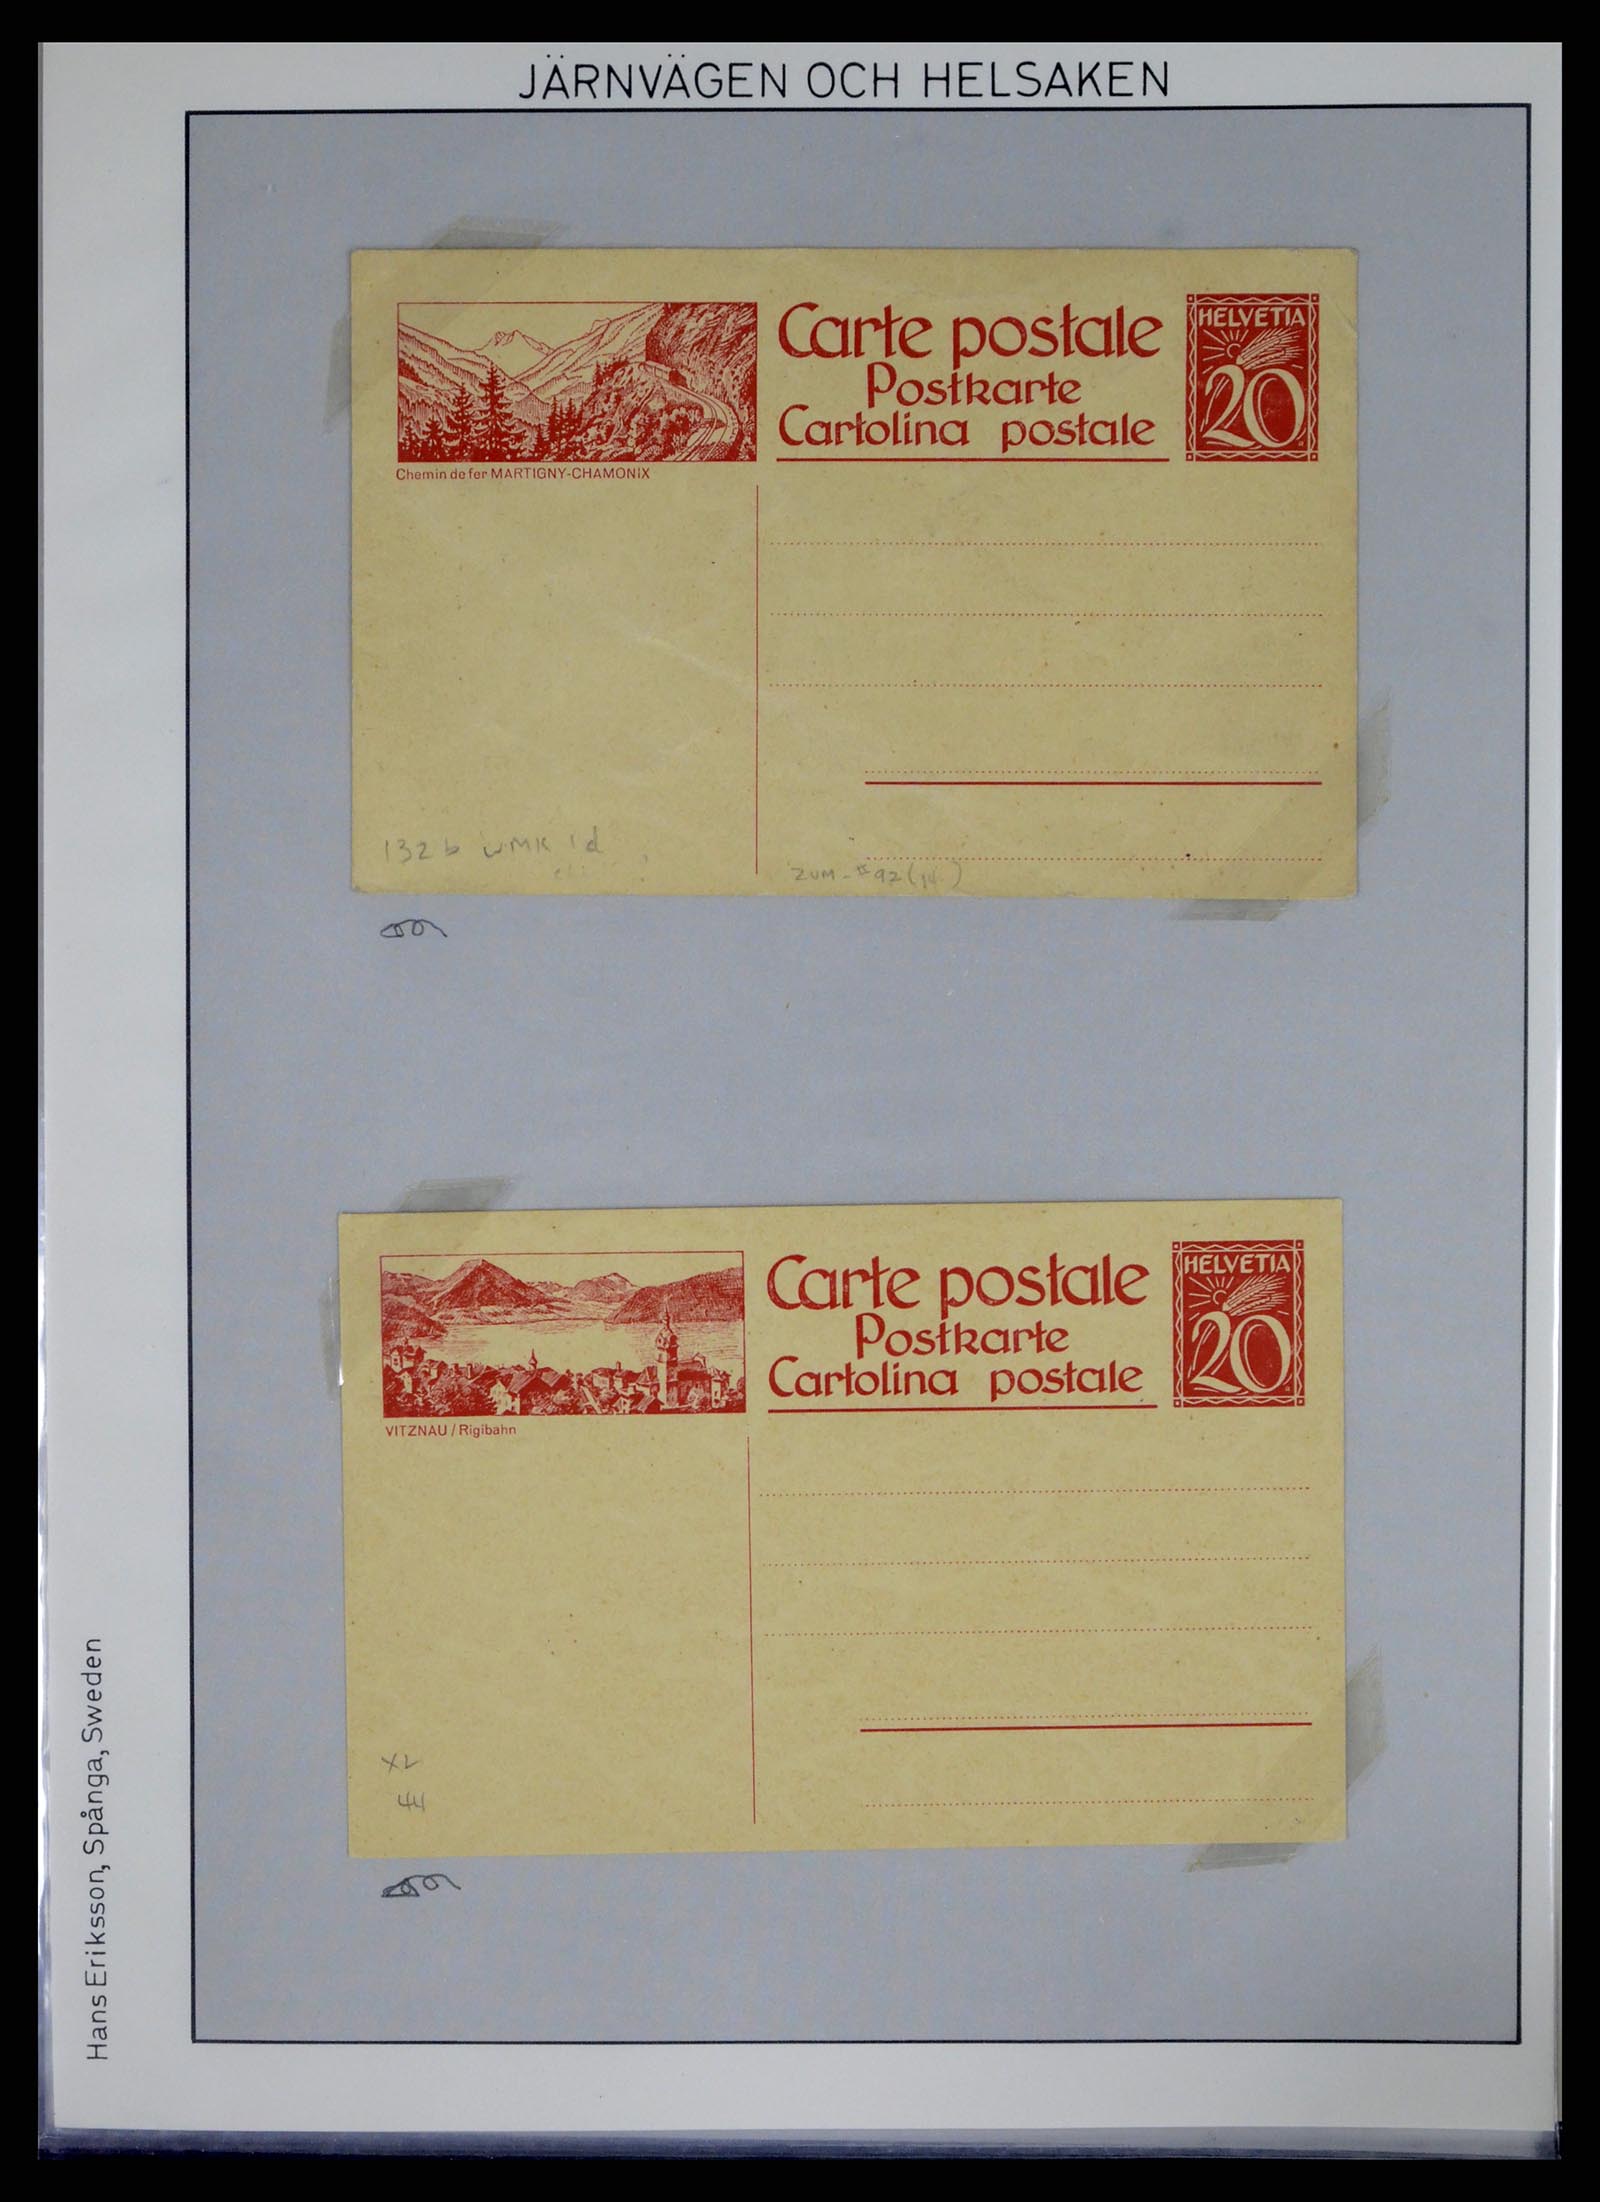 JÄRNVÄGEN OCH HELSAKEN
Carte postale
Postkarte
Cartolina postale
HELVETIA
20
Chemin de fer MARTIGNY-CHAMONIX
132 b WMK 1d
ZUM-#92
Carte postale
Postkarte
Cartolina postale
HELVETIA
20
VITZNAU / Rigibahn
XL
44
Hans Eriksson, Spånga, Sweden